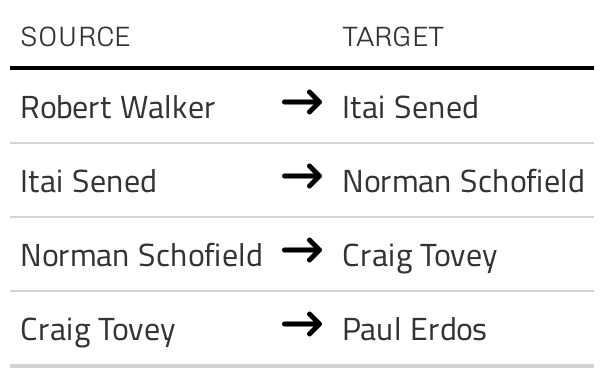 SOURCE TARGET
Robert Walker → Itai Sened
Itai Sened → Norman Schofield
Norman Schofield → Craig Tovey
Craig Tovey → Paul Erdos